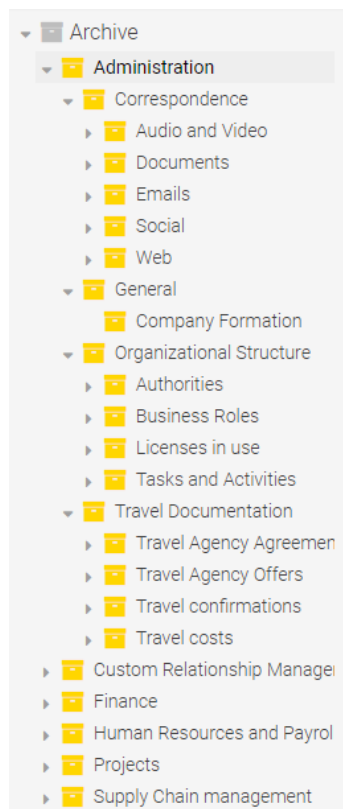 Archive
Administration
Correspondence
Audio and Video
Documents
Emails
Social
Web
General
Company Formation
Organizational Structure
Authorities
Business Roles
Licenses in use
Tasks and Activities
Travel Documentation
Travel Agency Agreemen
Travel Agency Offers
Travel confirmations
Travel costs
Custom Relationship Manage
Finance
Human Resources and Payrol
Projects
Supply Chain management